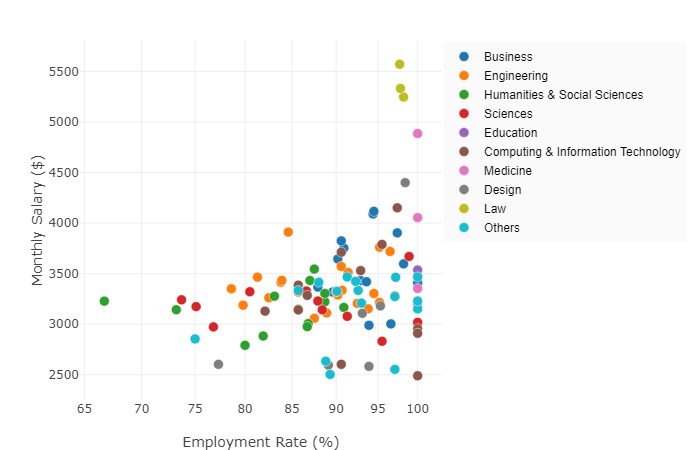 Business
Engineering
Humanities & Social Sciences
Sciences
Education
Computing & Information Technology
Medicine
Design
Law
Others
5500
5000
4500
4000
3500
3000
2500
Monthly Salary ($)
65 70 75 80 85 90 95 100
Employment Rate (%)